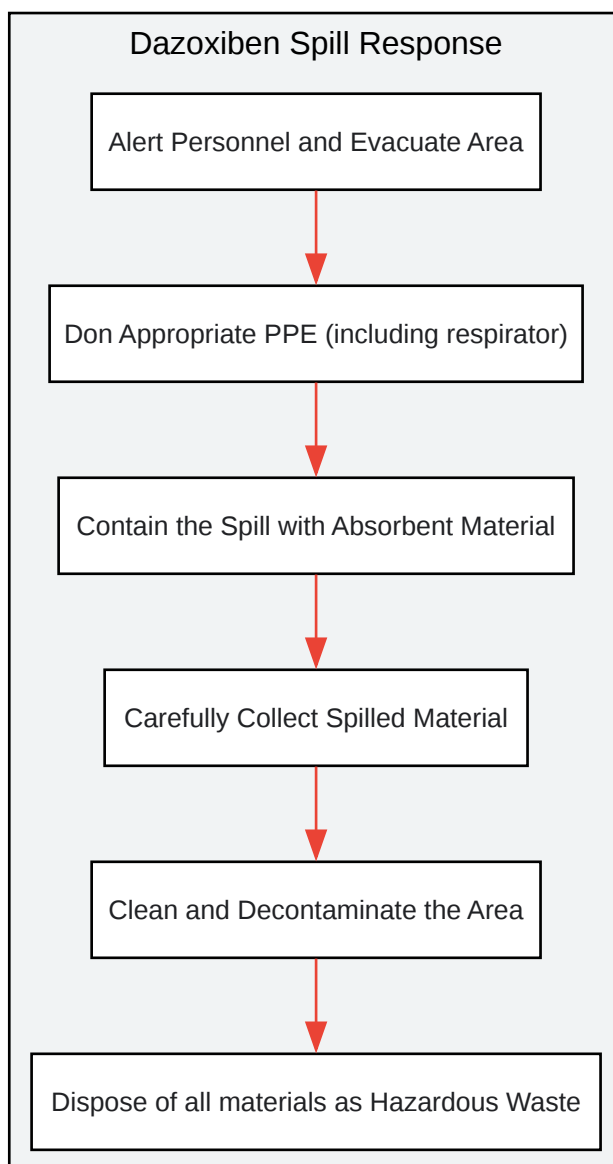 Dazoxiben Spill Response
Alert Personnel and Evacuate Area
Don Appropriate PPE (including respirator)
Contain the Spill with Absorbent Material
Carefully Collect Spilled Material
Clean and Decontaminate the Area
Dispose of all materials as Hazardous Waste